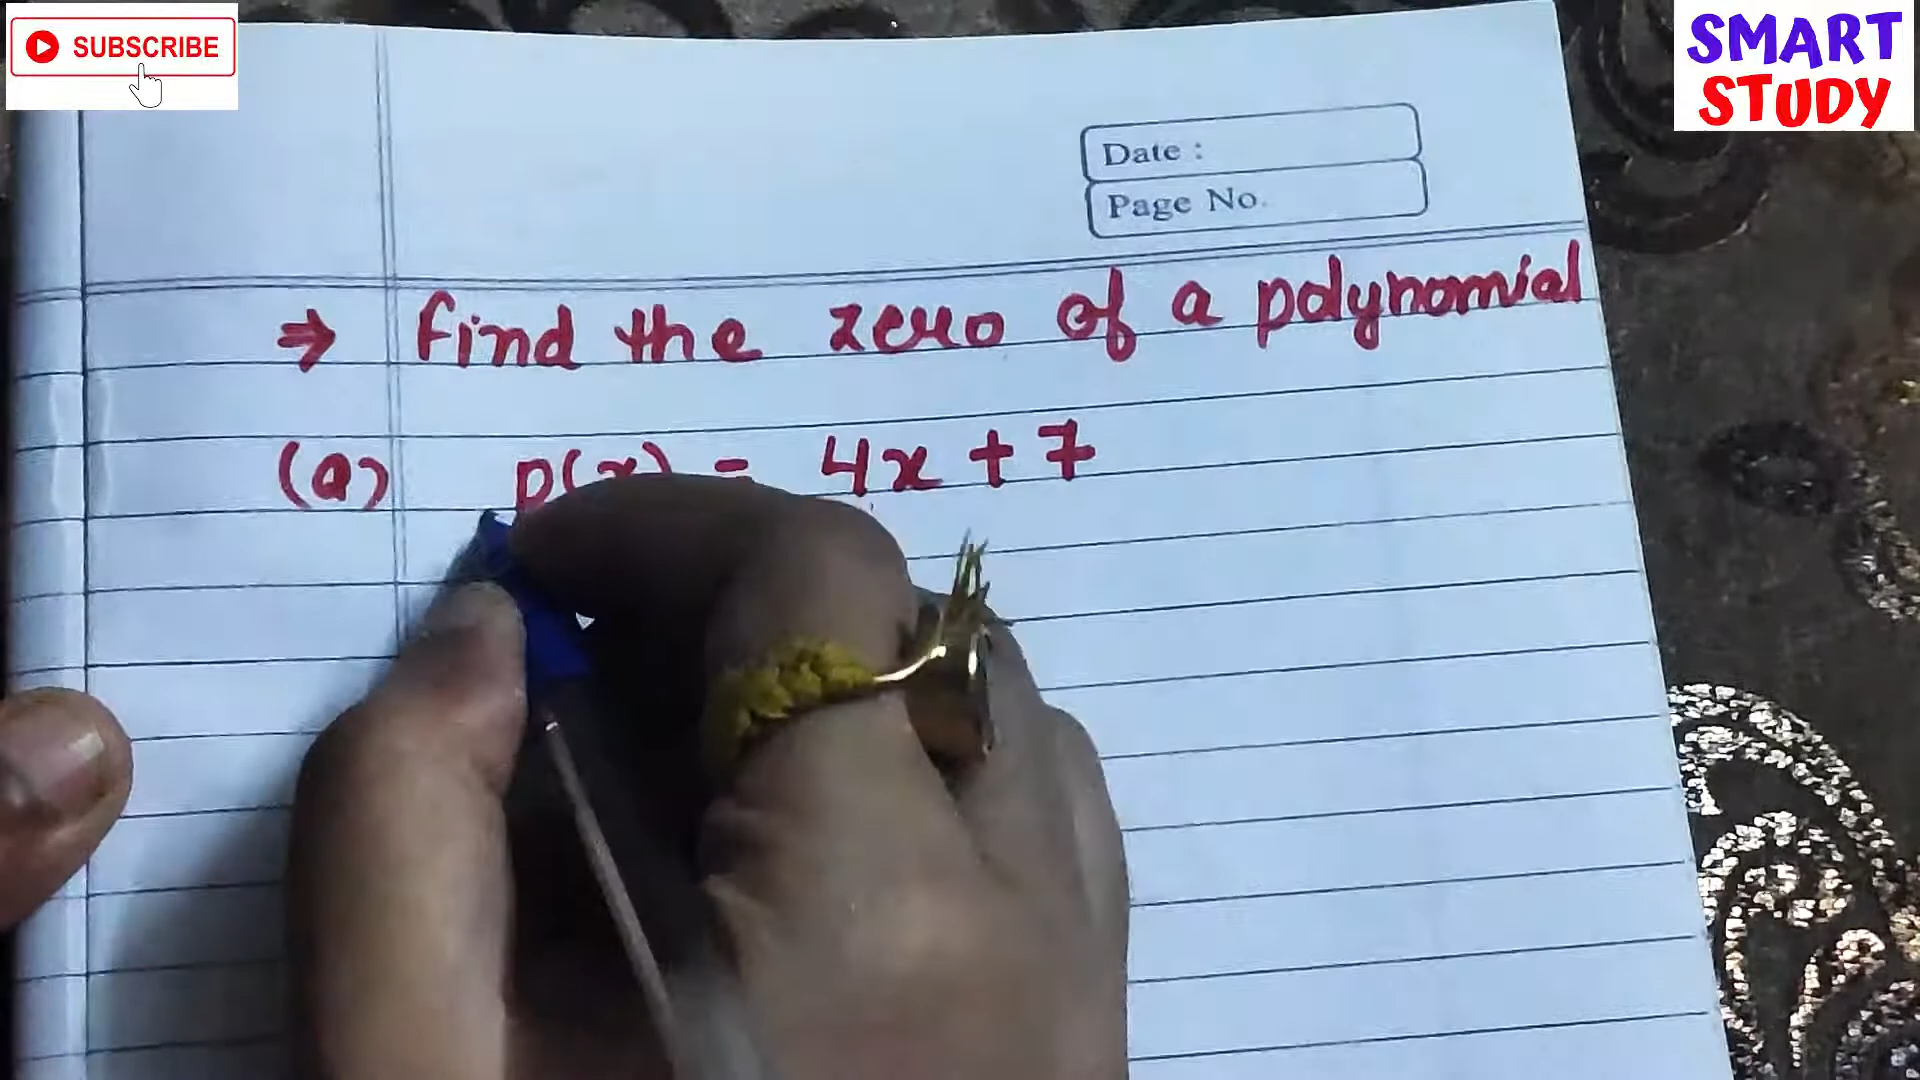 SUBSCRIBE
SMART
STUDY
Date :
Page No.
⇒ find the zero of a polynomial
(a) p(x) = 4x + 7